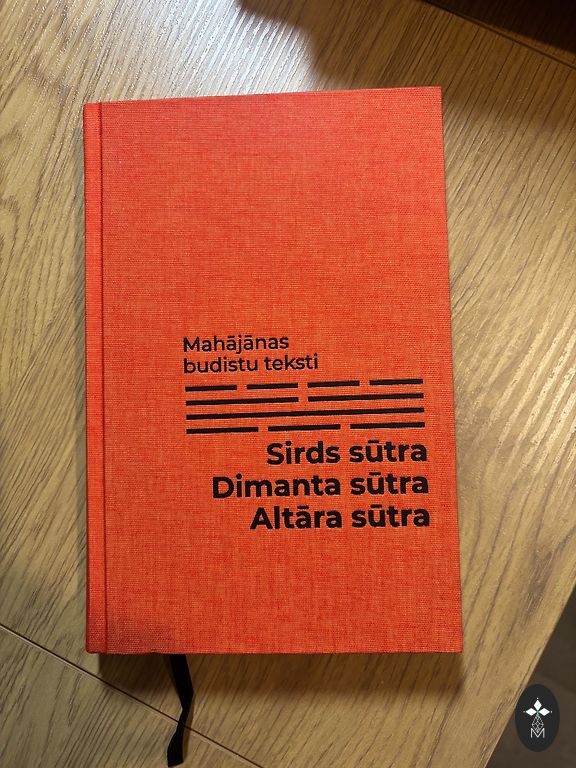 Mahājānas
budistu teksti
Sirds sūtra
Dimanta sūtra
Altāra sūtra
M